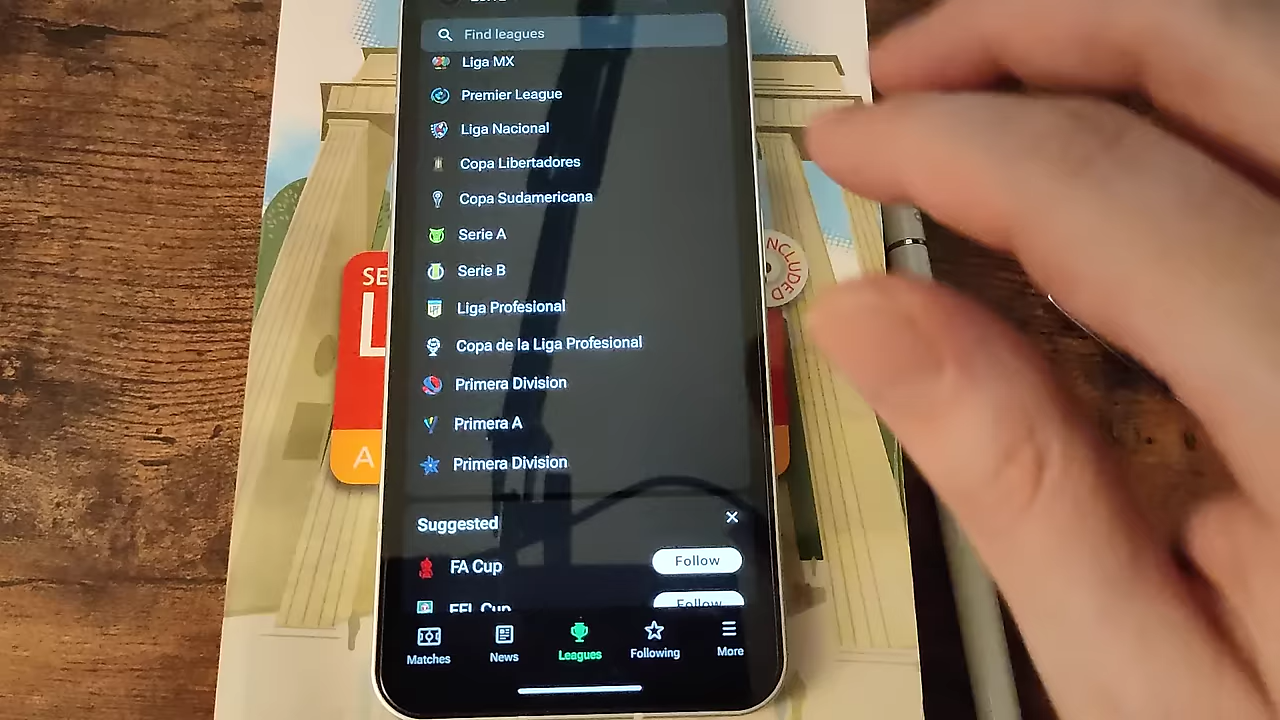 Find leagues
Liga MX
Premier League
Liga Nacional
Copa Libertadores
Copa Sudamericana
Serie A
Serie B
Liga Profesional
Copa de la Liga Profesional
Primera Division
Primera A
Primera Division
Suggested
FA Cup
Follow
EFL Cup
Follow
Matches
News
Leagues
Following
More
SE
L
A
NCLUDED